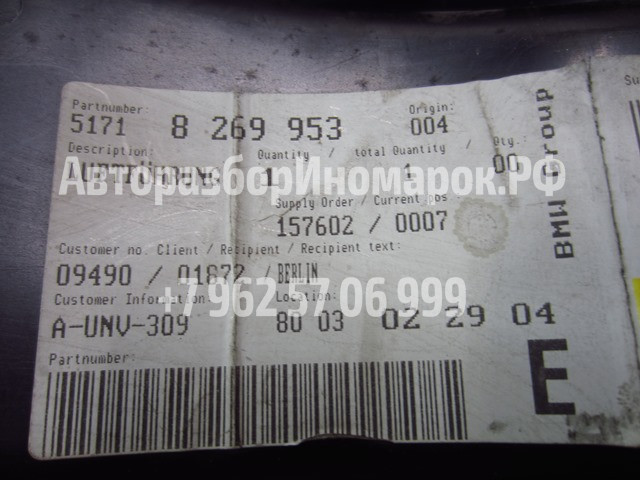 Partnumber: Origin:
5171 8 269 953 004
Description: Quantity / total Quantity / Qty.:
LUFTFÜHRUNG 1 1 00
АвторазборИномарок.РФ
Supply Order / Current pos
157602 / 0007
Customer no. Client / Recipient / Recipient text:
09490 / 01872 / BERLIN
+7 962 57 06 999
Customer Information: Location:
A-UNV-309 80 03 02 29 04
Partnumber:
E
BMW Group
Su